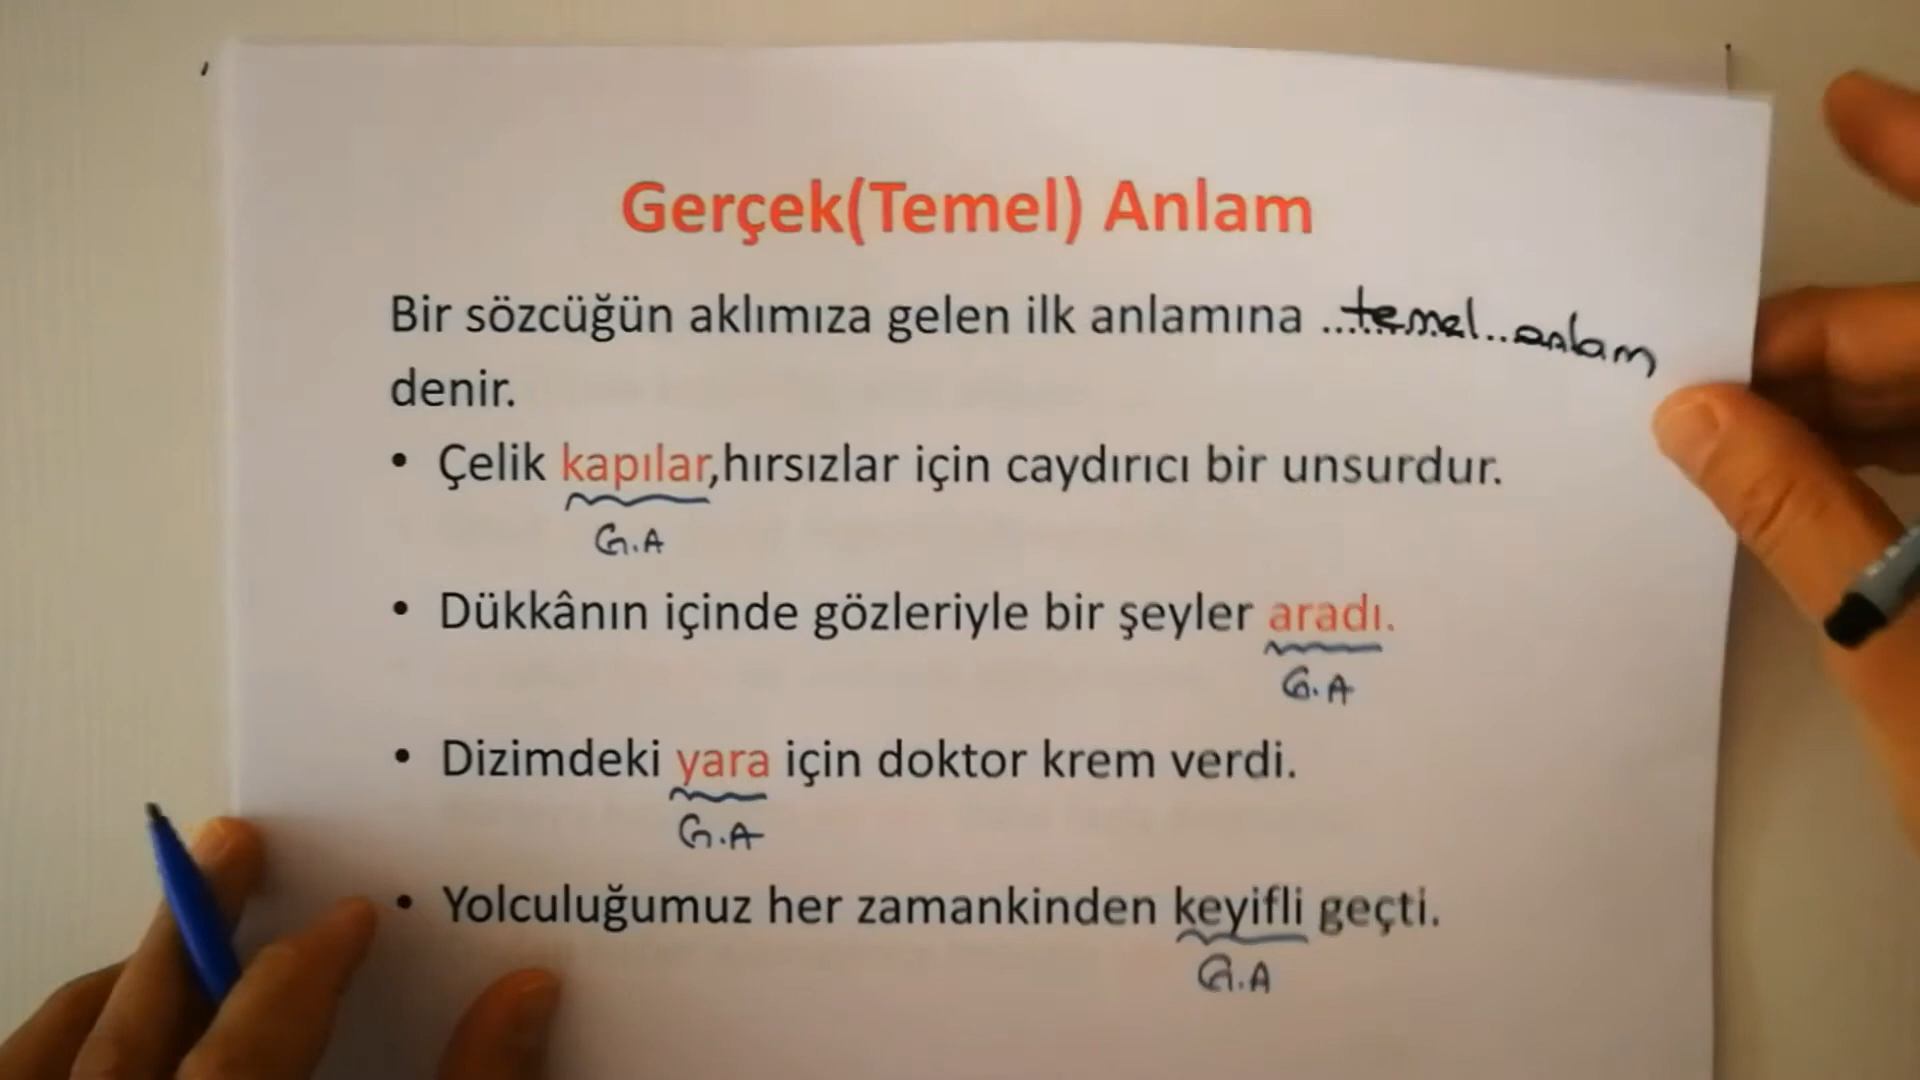 Gerçek(Temel) Anlam
Bir sözcüğün aklımıza gelen ilk anlamına ...temel..anlam
denir.
• Çelik kapılar,hırsızlar için caydırıcı bir unsurdur.
G.A
• Dükkânın içinde gözleriyle bir şeyler aradı.
G.A
• Dizimdeki yara için doktor krem verdi.
G.A
• Yolculuğumuz her zamankinden keyifli geçti.
G.A